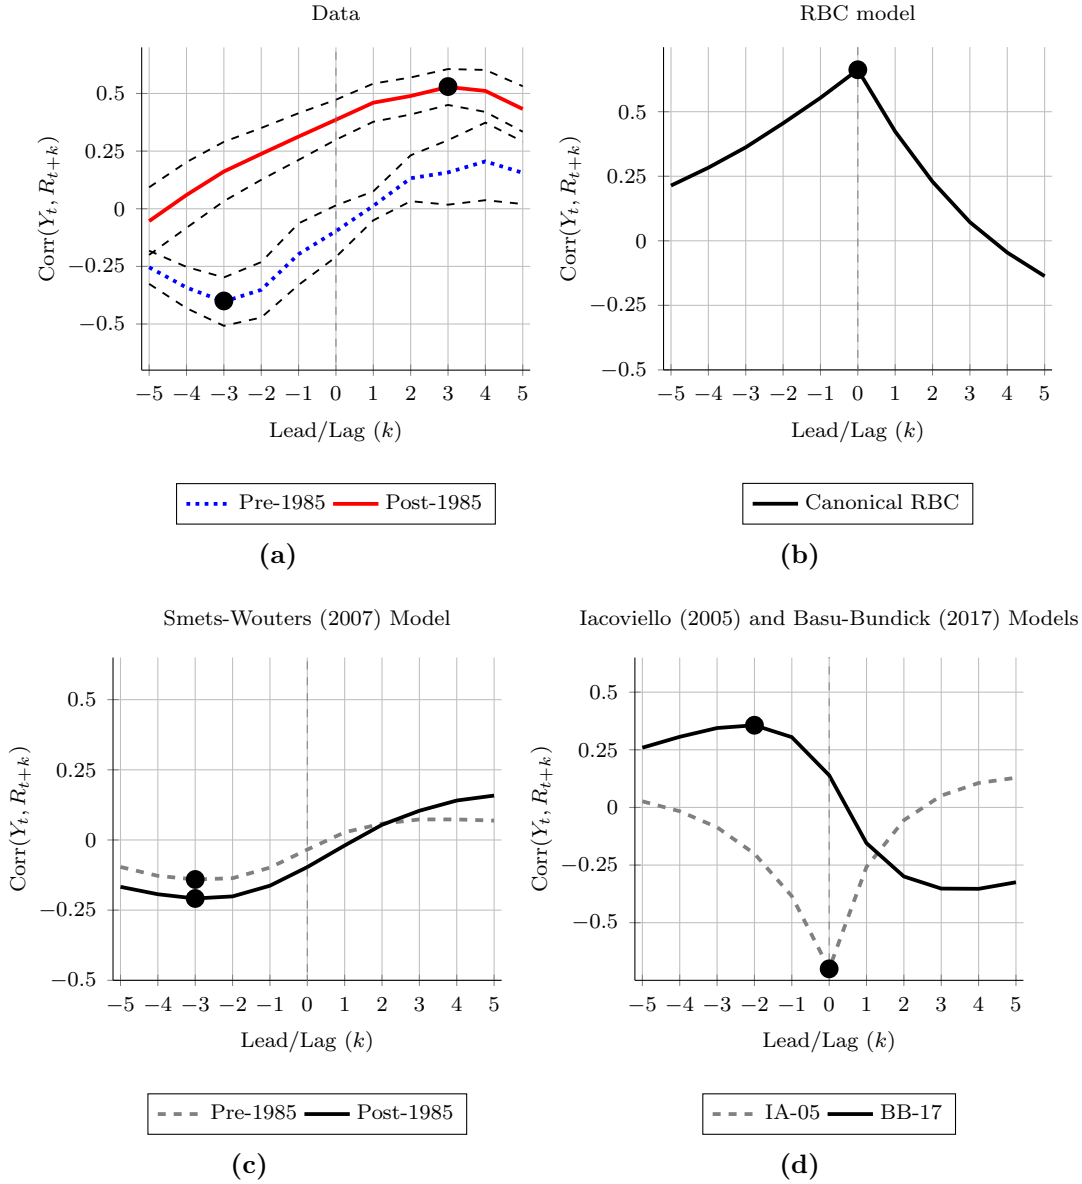 Data
0.5
0.25
0
−0.25
−0.5
Corr(Y_t, R_{t+k})
−5 −4 −3 −2 −1 0 1 2 3 4 5
Lead/Lag (k)
Pre-1985 Post-1985
(a)
RBC model
0.5
0.25
0
−0.25
−0.5
Corr(Y_t, R_{t+k})
−5 −4 −3 −2 −1 0 1 2 3 4 5
Lead/Lag (k)
Canonical RBC
(b)
Smets-Wouters (2007) Model
0.5
0.25
0
−0.25
−0.5
Corr(Y_t, R_{t+k})
−5 −4 −3 −2 −1 0 1 2 3 4 5
Lead/Lag (k)
Pre-1985 Post-1985
(c)
Iacoviello (2005) and Basu-Bundick (2017) Models
0.5
0.25
0
−0.25
−0.5
Corr(Y_t, R_{t+k})
−5 −4 −3 −2 −1 0 1 2 3 4 5
Lead/Lag (k)
IA-05 BB-17
(d)